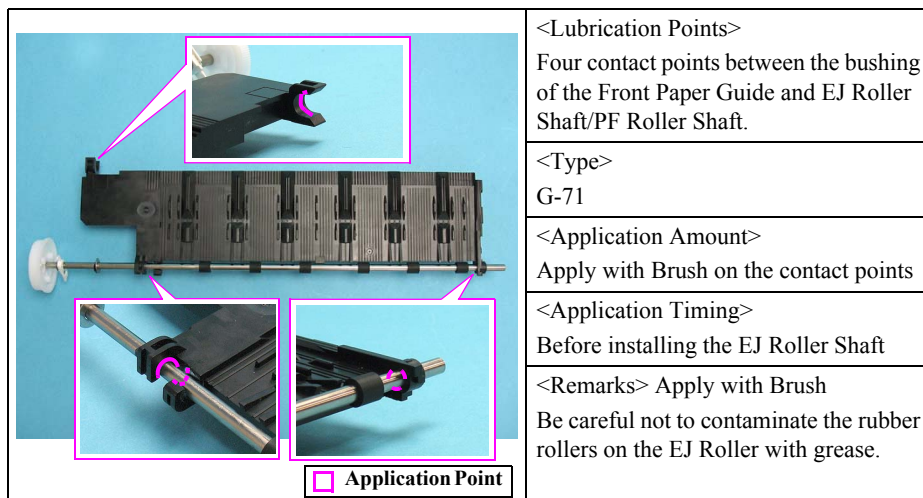 <Lubrication Points>
Four contact points between the bushing
of the Front Paper Guide and EJ Roller
Shaft/PF Roller Shaft.
<Type>
G-71
<Application Amount>
Apply with Brush on the contact points
<Application Timing>
Before installing the EJ Roller Shaft
<Remarks> Apply with Brush
Be careful not to contaminate the rubber
rollers on the EJ Roller with grease.
Application Point